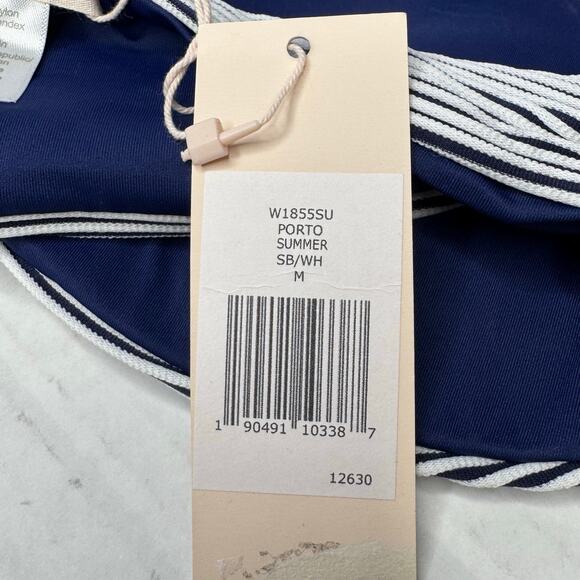 W1855SU
PORTO
SUMMER
SB/WH
M
1 90491 10338 7
12630